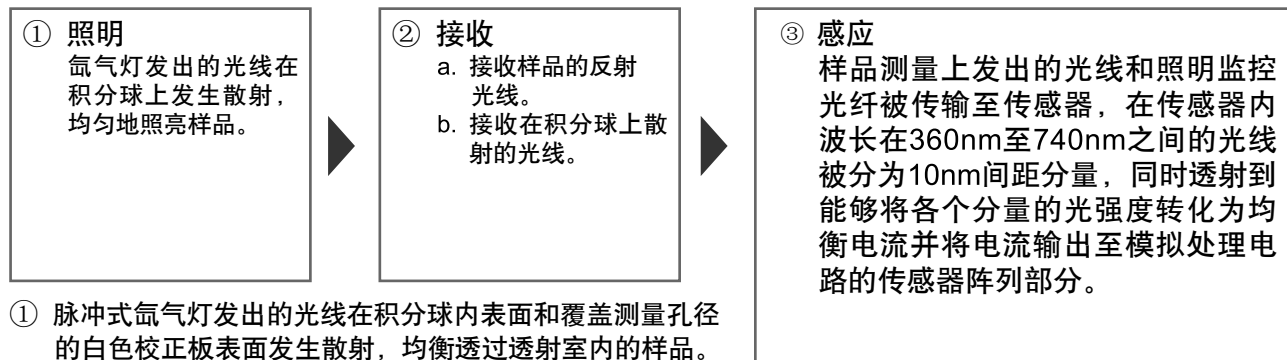 ① 照明
氙气灯发出的光线在
积分球上发生散射，
均匀地照亮样品。
② 接收
a. 接收样品的反射
光线。
b. 接收在积分球上散
射的光线。
③ 感应
样品测量上发出的光线和照明监控
光纤被传输至传感器，在传感器内
波长在360nm至740nm之间的光线
被分为10nm间距分量，同时透射到
能够将各个分量的光强度转化为均
衡电流并将电流输出至模拟处理电
路的传感器阵列部分。
① 脉冲式氙气灯发出的光线在积分球内表面和覆盖测量孔径
的白色校正板表面发生散射，均衡透过透射室内的样品。